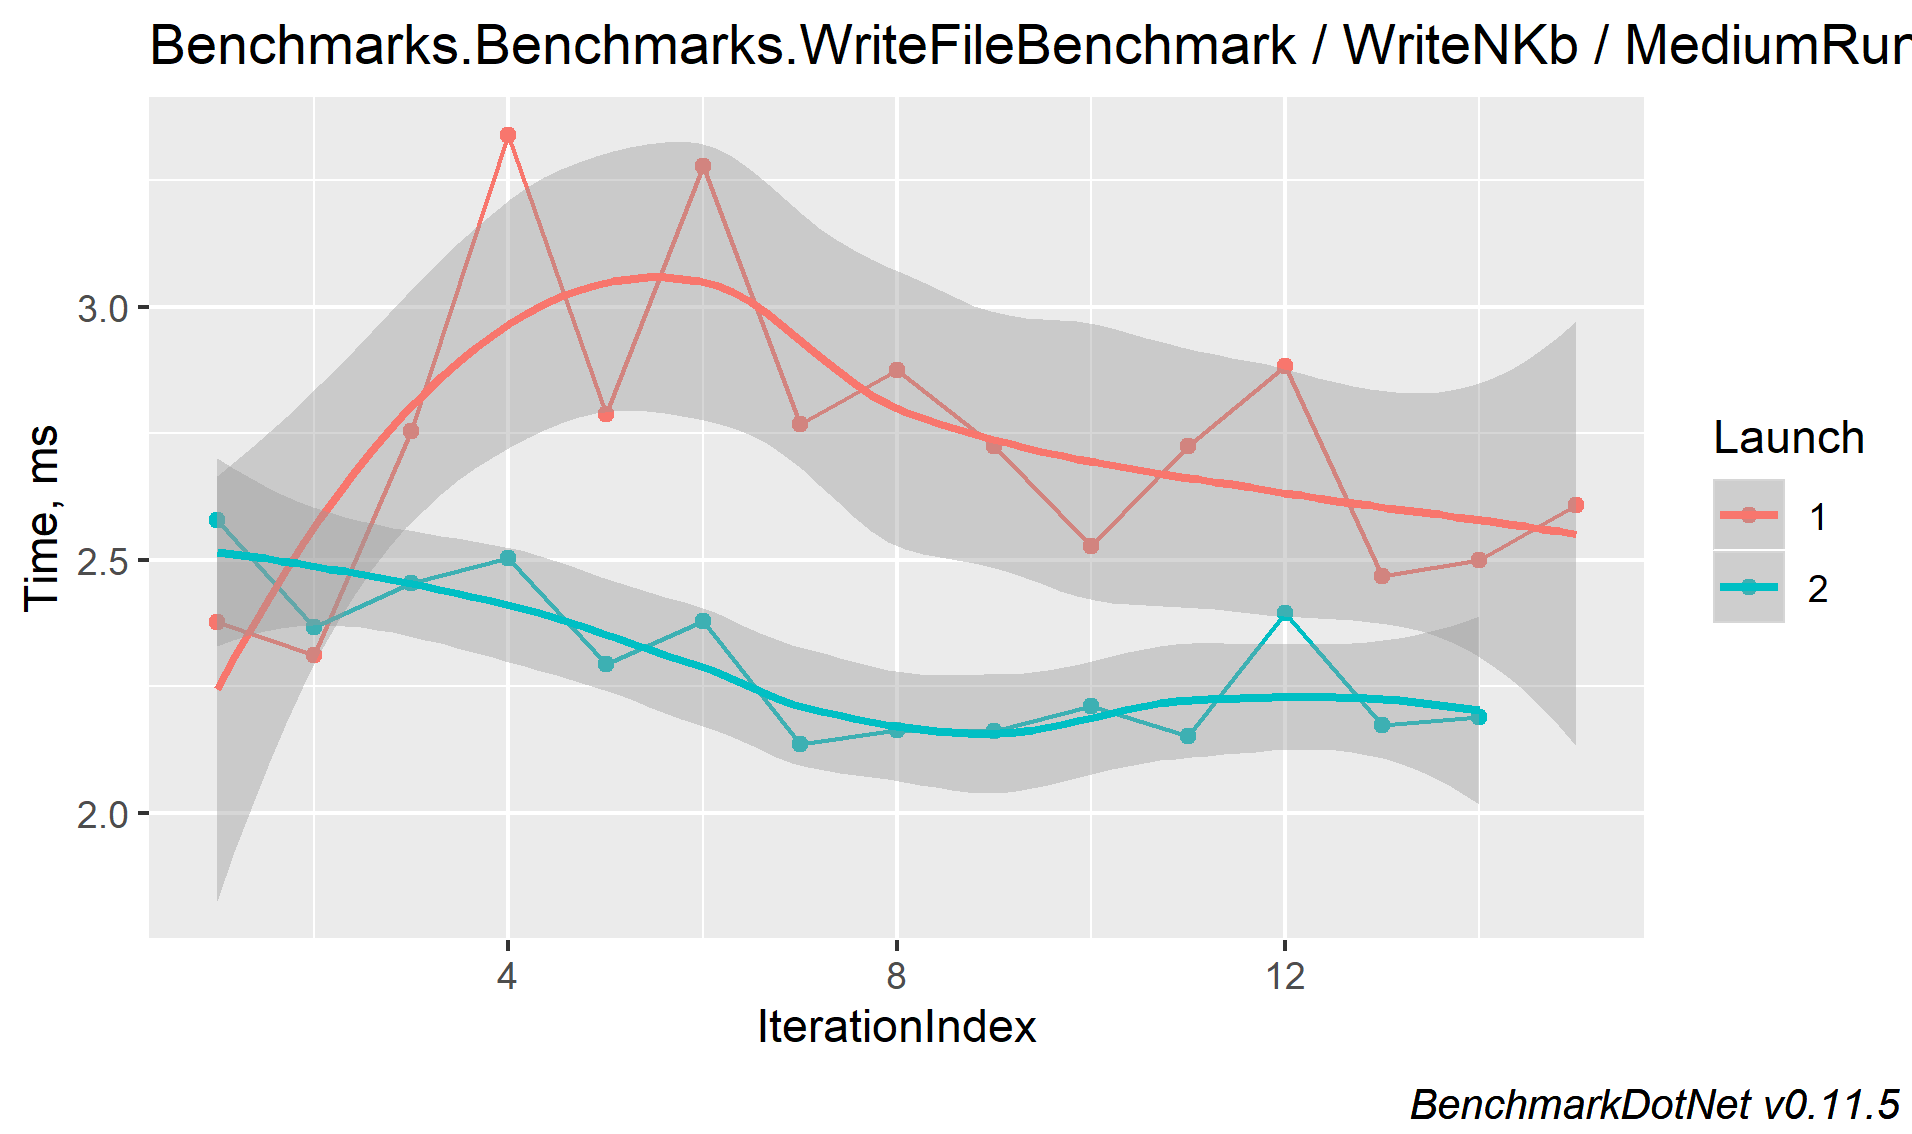 Benchmarks.Benchmarks.WriteFileBenchmark / WriteNKb / MediumRun
Time, ms
3.0
2.5
2.0
4
8
12
IterationIndex
Launch
1
2
BenchmarkDotNet v0.11.5